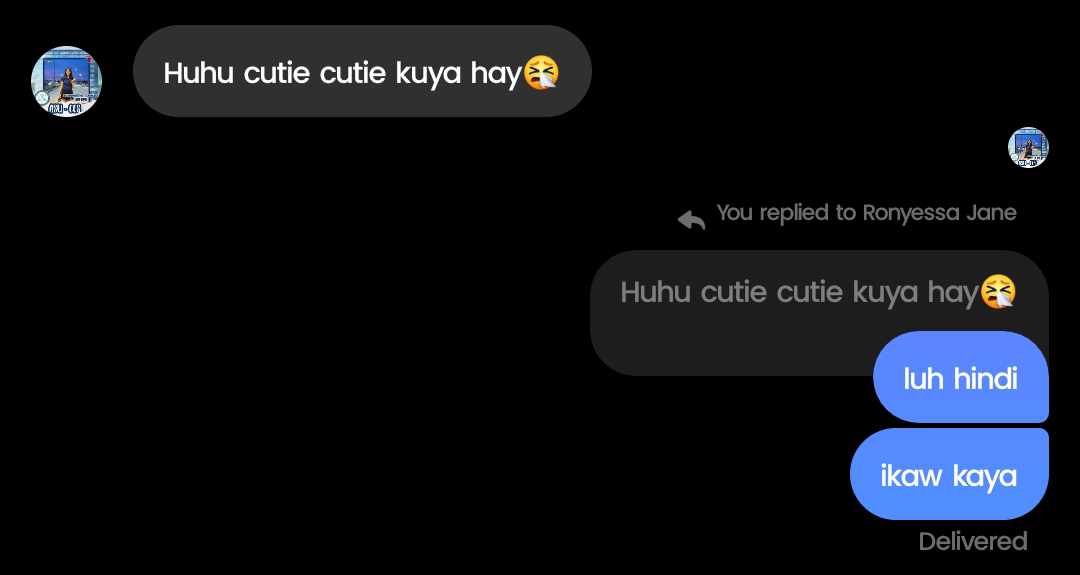 Huhu cutie cutie kuya hay🤧
You replied to Ronyessa Jane
Huhu cutie cutie kuya hay🤧
luh hindi
ikaw kaya
Delivered